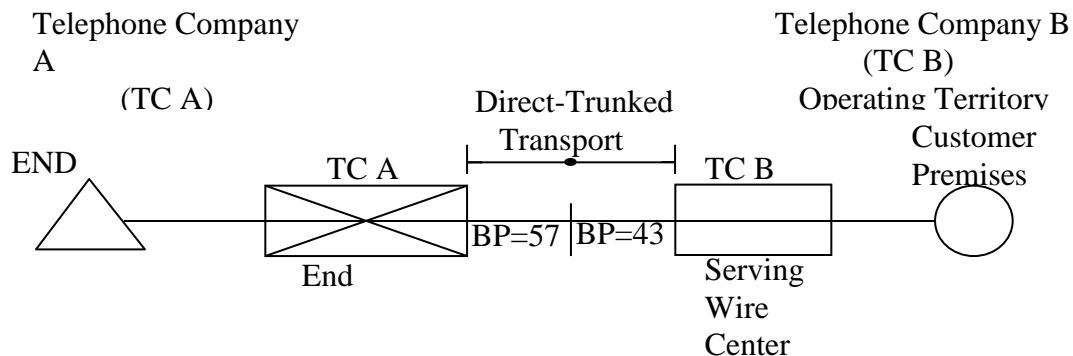 Telephone Company
A
(TC A)
Telephone Company B
(TC B)
Operating Territory
Direct-Trunked
Transport
Customer
Premises
END
TC A
TC B
BP=57
BP=43
End
Serving
Wire
Center